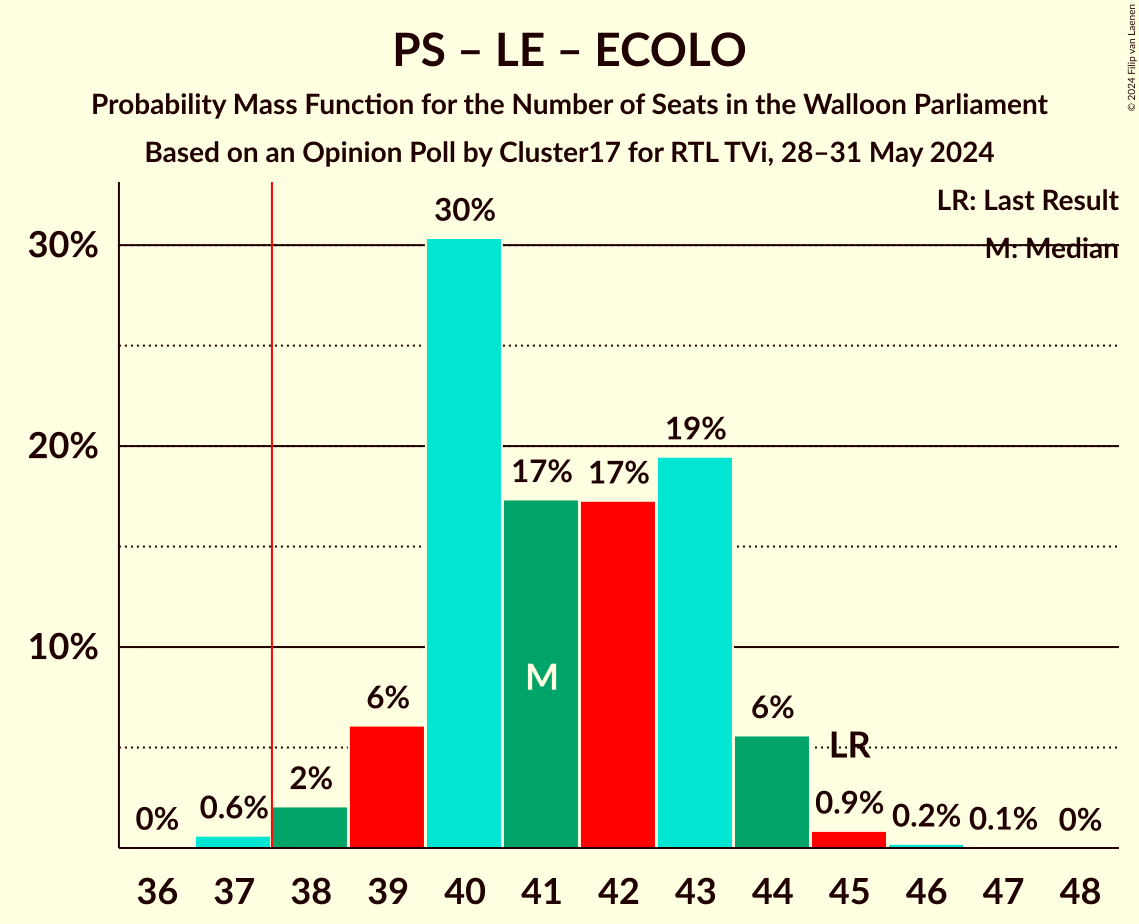 PS – LE – ECOLO
Probability Mass Function for the Number of Seats in the Walloon Parliament
Based on an Opinion Poll by Cluster17 for RTL TVi, 28–31 May 2024
© 2024 Filip van Laenen
LR: Last Result
M: Median
30%
20%
10%
0%
0.6%
2%
6%
30%
17%
17%
19%
6%
0.9%
0.2%
0.1%
0%
M
LR
36 37 38 39 40 41 42 43 44 45 46 47 48